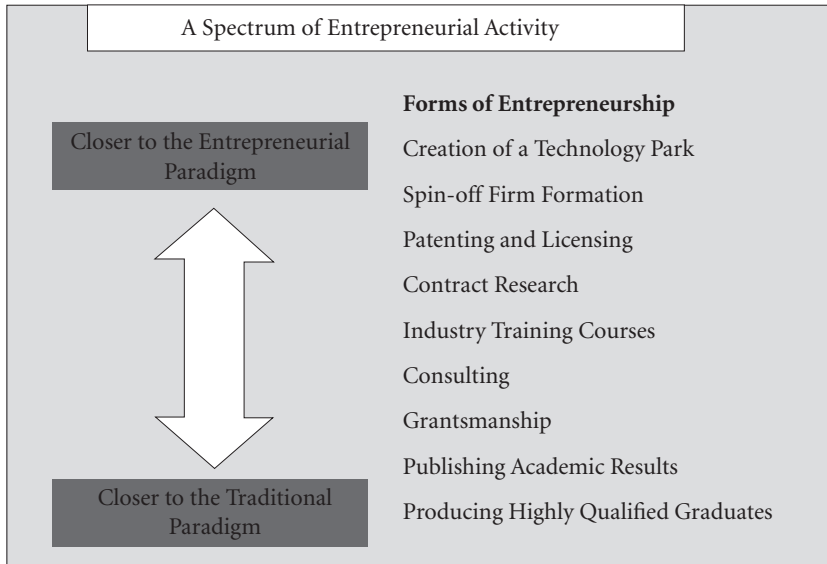 A Spectrum of Entrepreneurial Activity
Closer to the Entrepreneurial
Paradigm
Closer to the Traditional
Paradigm
Forms of Entrepreneurship
Creation of a Technology Park
Spin-off Firm Formation
Patenting and Licensing
Contract Research
Industry Training Courses
Consulting
Grantsmanship
Publishing Academic Results
Producing Highly Qualified Graduates